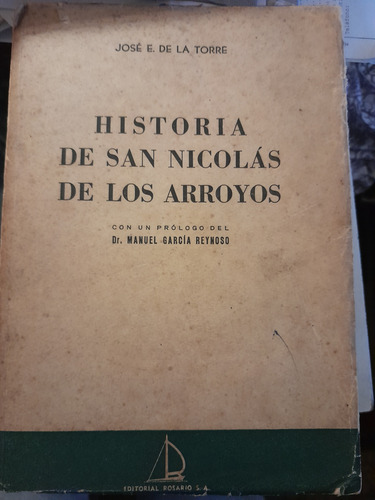 JOSÉ E. DE LA TORRE
HISTORIA
DE SAN NICOLÁS
DE LOS ARROYOS
CON UN PRÓLOGO DEL
Dr. MANUEL GARCÍA REYNOSO
EDITORIAL ROSARIO S. A.